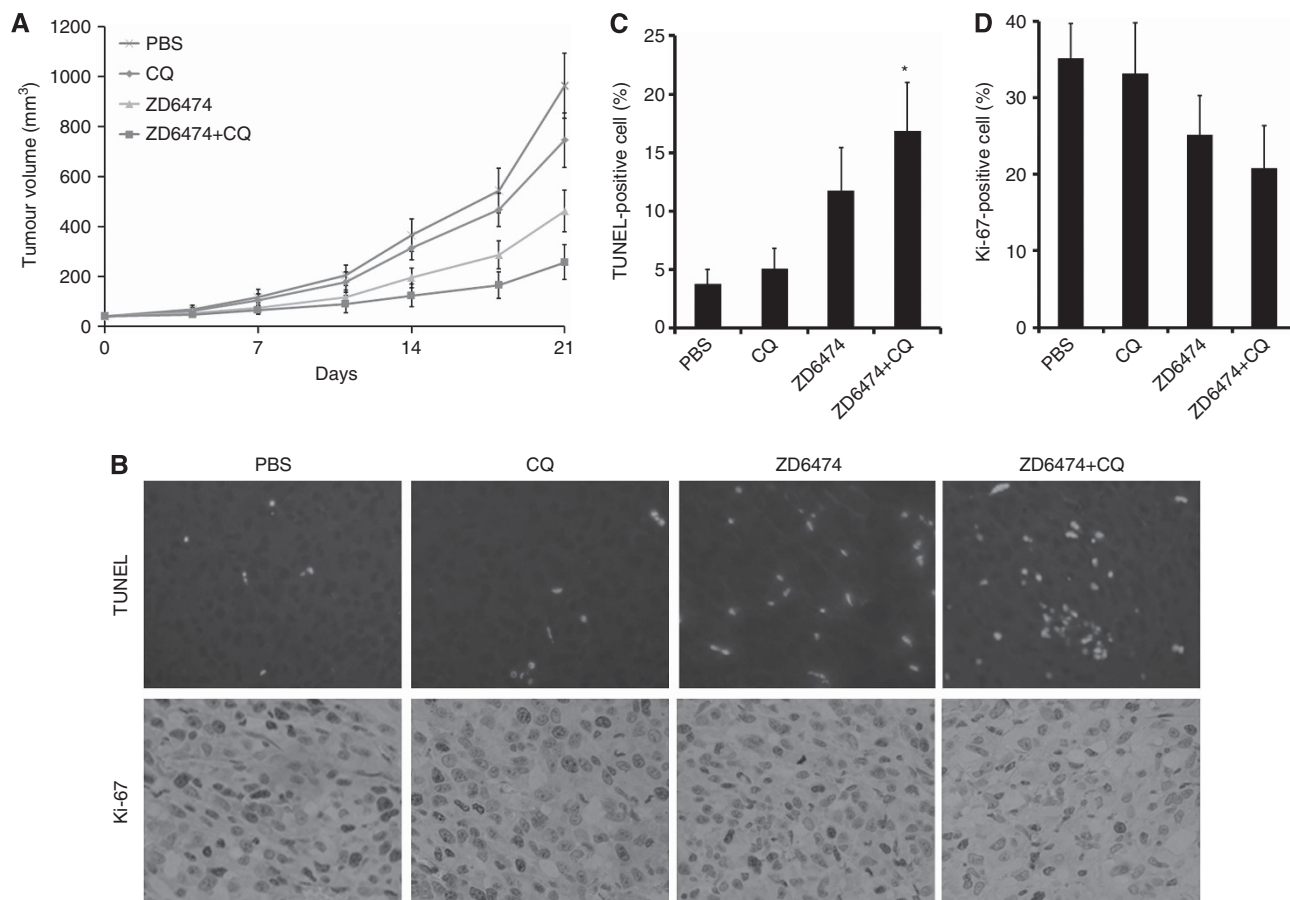 A
Tumour volume (mm³)
1200
1000
800
600
400
200
0
PBS
CQ
ZD6474
ZD6474+CQ
0
7
14
21
Days
C
TUNEL-positive cell (%)
25
20
15
10
5
0
*
PBS
CQ
ZD6474
ZD6474+CQ
D
Ki-67-positive cell (%)
40
30
20
10
0
PBS
CQ
ZD6474
ZD6474+CQ
B
PBS
CQ
ZD6474
ZD6474+CQ
TUNEL
Ki-67